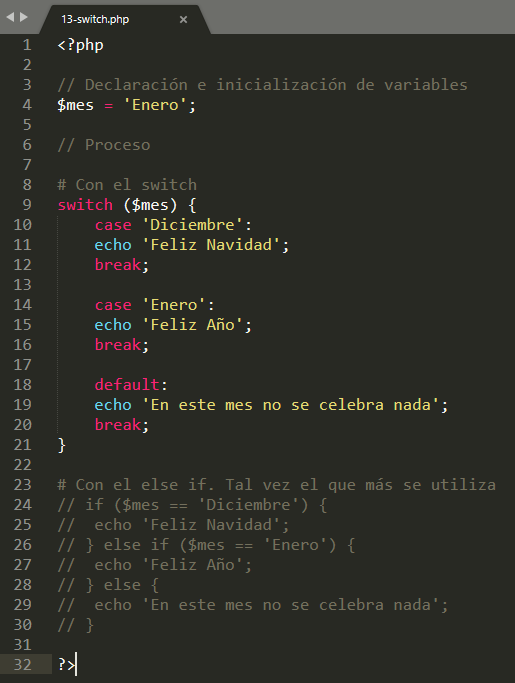 13-switch.php ×
1 <?php
2
3 // Declaración e inicialización de variables
4 $mes = 'Enero';
5
6 // Proceso
7
8 # Con el switch
9 switch ($mes) {
10 case 'Diciembre':
11 echo 'Feliz Navidad';
12 break;
13
14 case 'Enero':
15 echo 'Feliz Año';
16 break;
17
18 default:
19 echo 'En este mes no se celebra nada';
20 break;
21 }
22
23 # Con el else if. Tal vez el que más se utiliza
24 // if ($mes == 'Diciembre') {
25 //  echo 'Feliz Navidad';
26 // } else if ($mes == 'Enero') {
27 //  echo 'Feliz Año';
28 // } else {
29 //  echo 'En este mes no se celebra nada';
30 // }
31
32 ?>